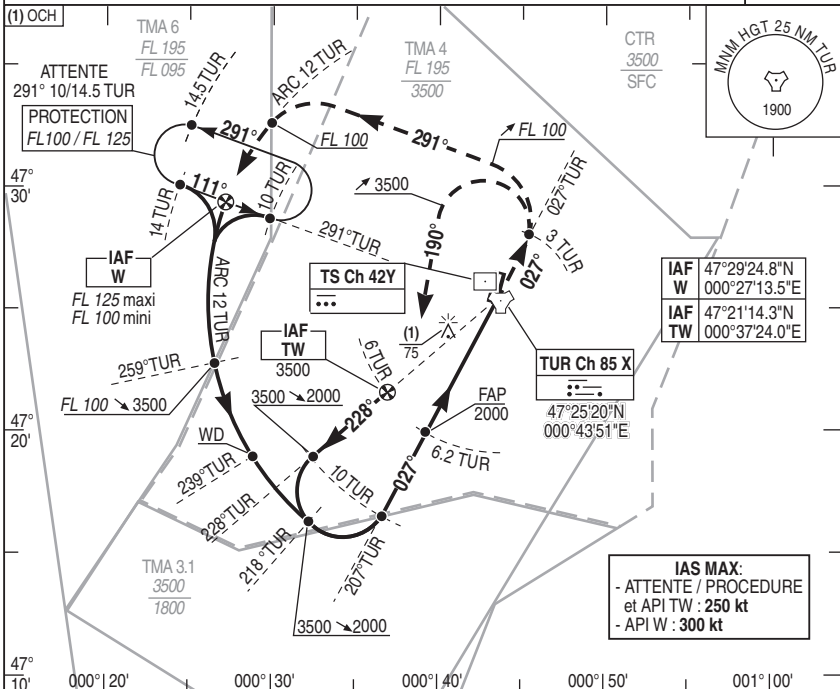 (1) OCH
TMA 6
FL 195
FL 095
TMA 4
FL 195
3500
CTR
3500
SFC
MNM HGT 25 NM TUR
1900
ATTENTE
291° 10/14.5 TUR
PROTECTION
FL100 / FL 125
14.5 TUR
ARC 12 TUR
291°
FL 100
291°
↗ FL 100
47°
30'
111°
10 TUR
14 TUR
↗ 3500
027°TUR
190°
291°TUR
3 TUR
027°
IAF
W
FL 125 maxi
FL 100 mini
ARC 12 TUR
TS Ch 42Y
IAF W 47°29'24.8"N 000°27'13.5"E
IAF TW 47°21'14.3"N 000°37'24.0"E
IAF
TW
3500
(1)
75
6 TUR
TUR Ch 85 X
47°25'20"N
000°43'51"E
259°TUR
FL 100 ↘ 3500
3500 ↘ 2000
228°
FAP
2000
47°
20'
WD
239°TUR
6.2 TUR
10 TUR
027°
228°TUR
218 °TUR
207°TUR
TMA 3.1
3500
1800
3500 ↘2000
IAS MAX:
- ATTENTE / PROCEDURE
et API TW : 250 kt
- API W : 300 kt
47°
10'
000°20' 000°30' 000°40' 000°50' 001°00'